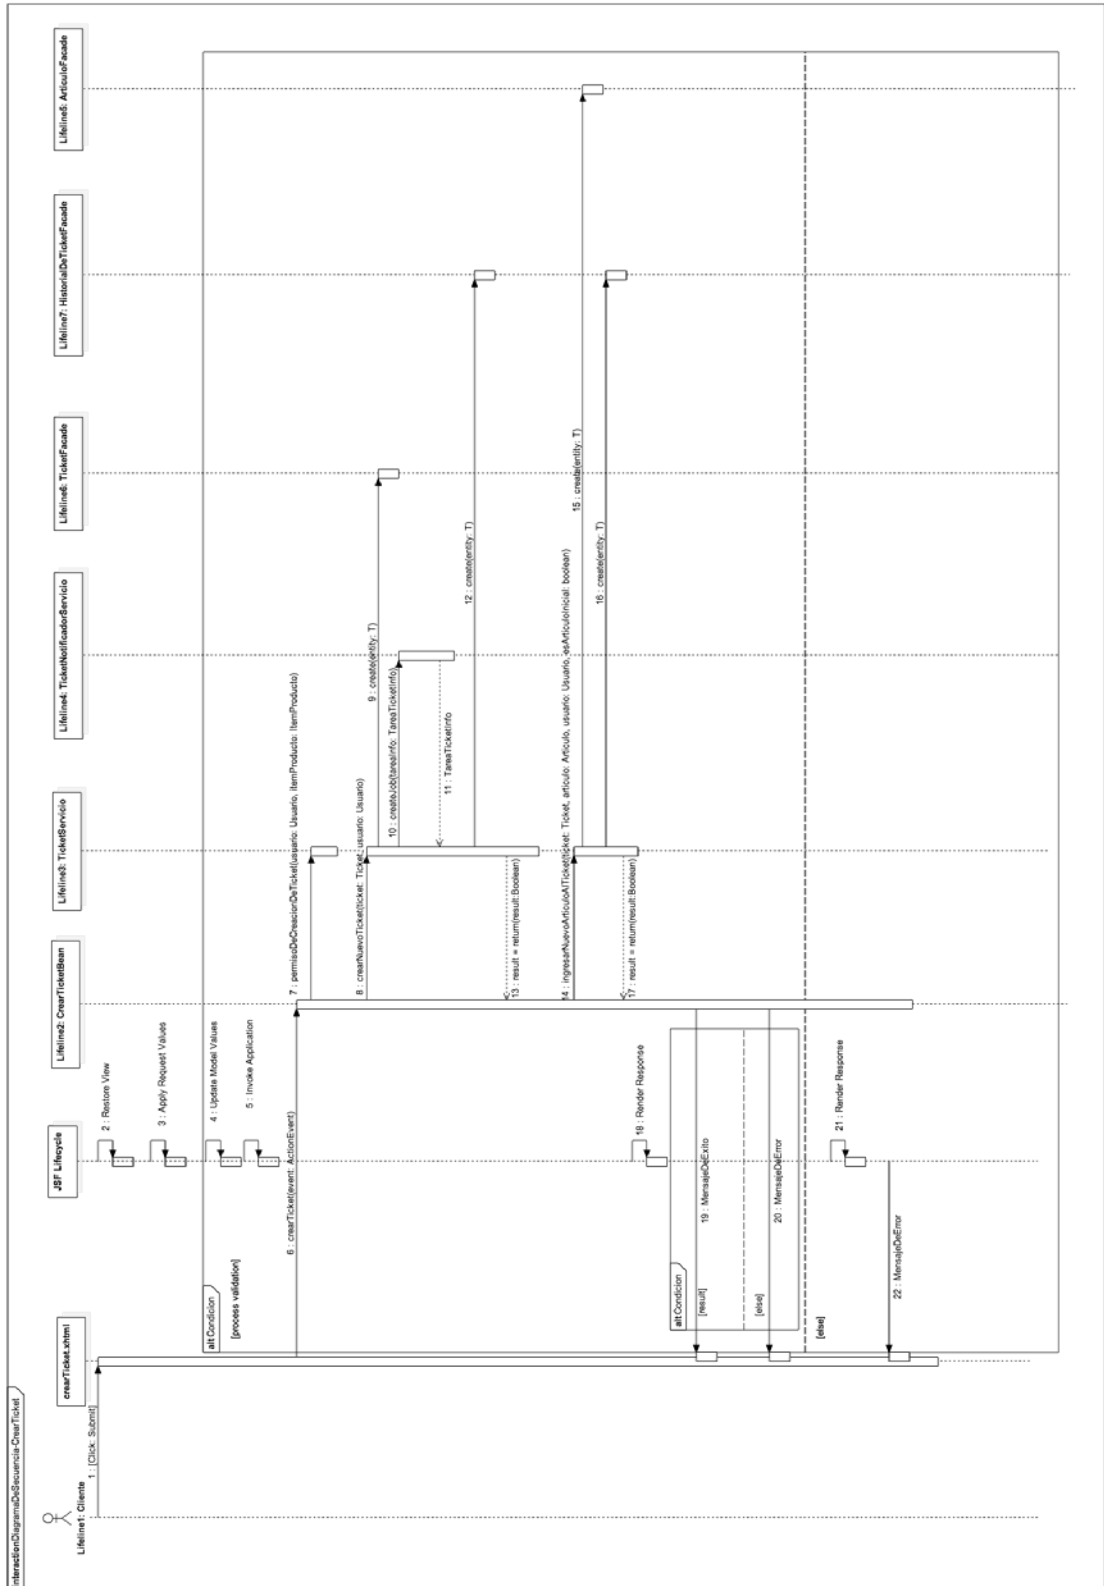 InteractionDiagramaDeSecuencia-CrearTicket
Lifeline1: Cliente
crearTicket.xhtml
JSF Lifecycle
Lifeline2: CrearTicketBean
Lifeline3: TicketServicio
Lifeline4: TicketNotificadorServicio
Lifeline6: TicketFacade
Lifeline7: HistorialDeTicketFacade
Lifeline5: ArticuloFacade
1 : [Click: Submit]
2 : Restore View
3 : Apply Request Values
alt Condicion
[process validation]
4 : Update Model Values
5 : Invoke Application
6 : crearTicket(event: ActionEvent)
7 : permisoDeCreacionDeTicket(usuario: Usuario, itemProducto: ItemProducto)
8 : crearNuevoTicket(ticket: Ticket, usuario: Usuario)
9 : create(entity: T)
10 : createJob(tareaInfo: TareaTicketInfo)
11 : TareaTicketInfo
12 : create(entity: T)
13 : result = return(result:Boolean)
14 : ingresarNuevoArticuloAlTicket(ticket: Ticket, articulo: Articulo, usuario: Usuario, esArticuloInicial: boolean)
15 : create(entity: T)
16 : create(entity: T)
17 : result = return(result:Boolean)
18 : Render Response
alt Condicion
[result]
19 : MensajeDeExito
[else]
20 : MensajeDeError
[else]
21 : Render Response
22 : MensajeDeError